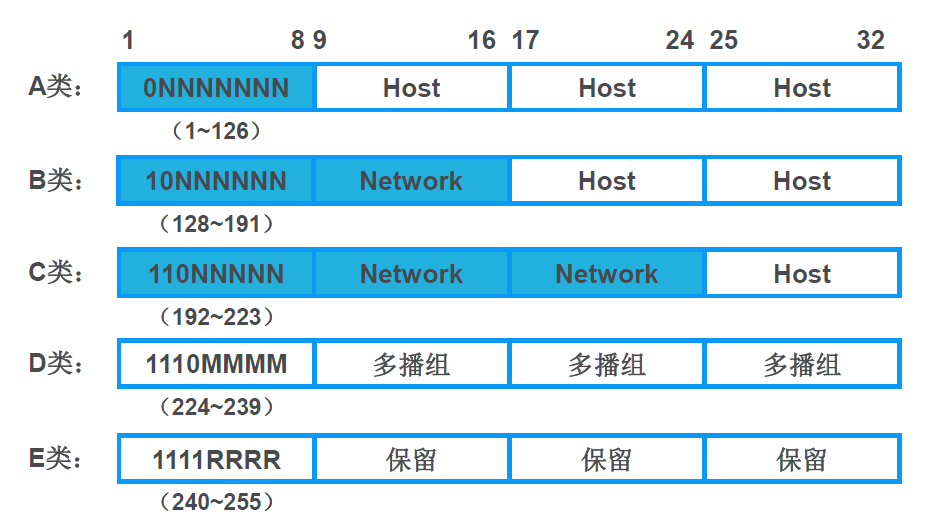 1 8 9 16 17 24 25 32
A类： 0NNNNNNN Host Host Host
（1~126）
B类： 10NNNNNN Network Host Host
（128~191）
C类： 110NNNNN Network Network Host
（192~223）
D类： 1110MMMM 多播组 多播组 多播组
（224~239）
E类： 1111RRRR 保留 保留 保留
（240~255）